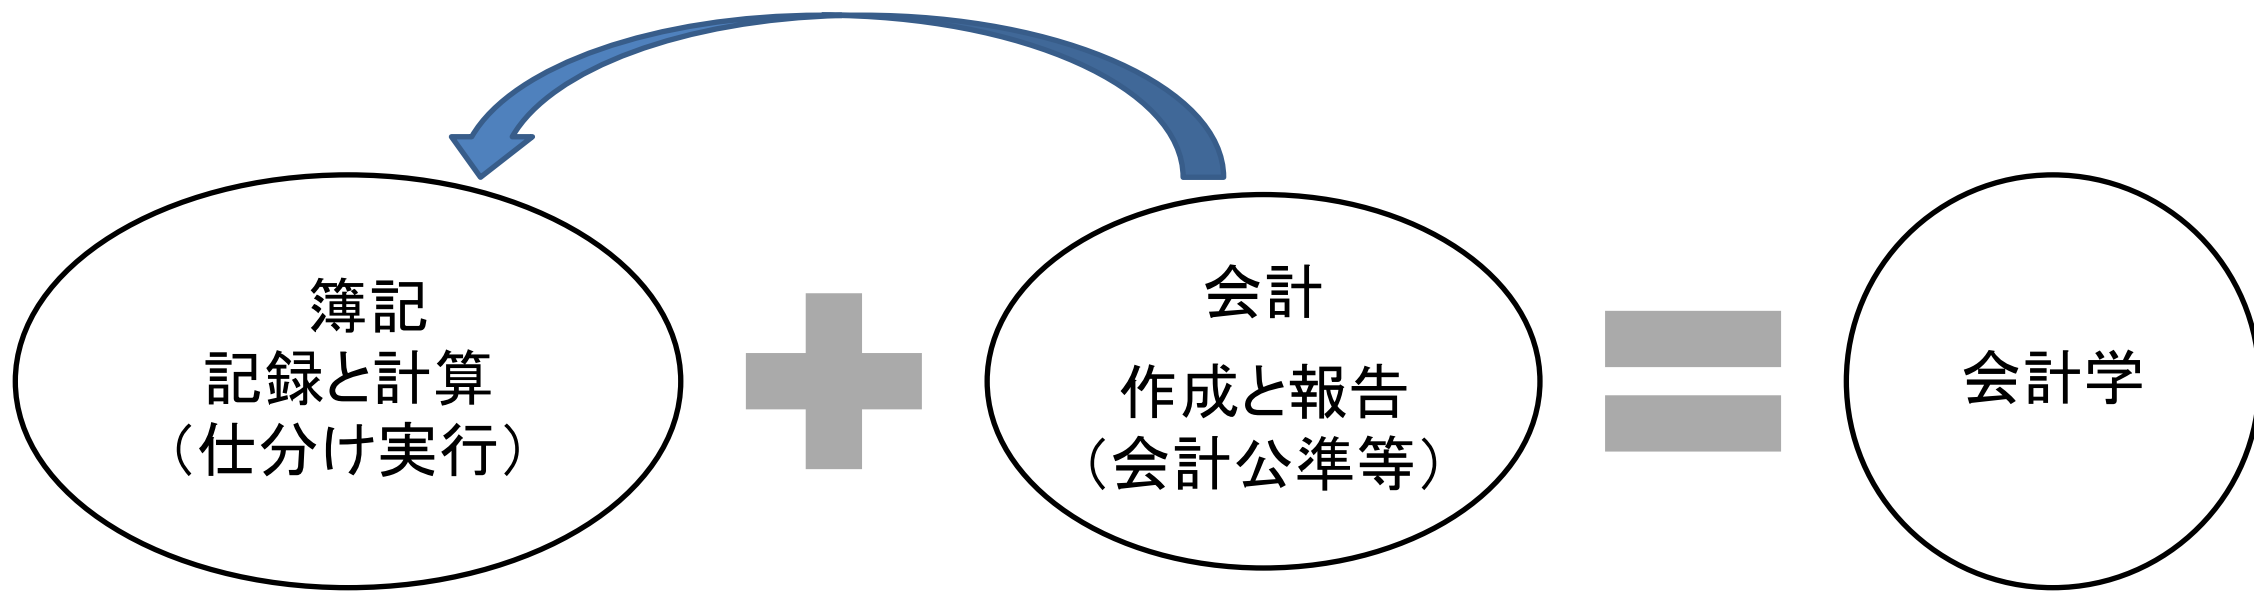 簿記
記録と計算
（仕分け実行）
会計
作成と報告
（会計公準等）
会計学